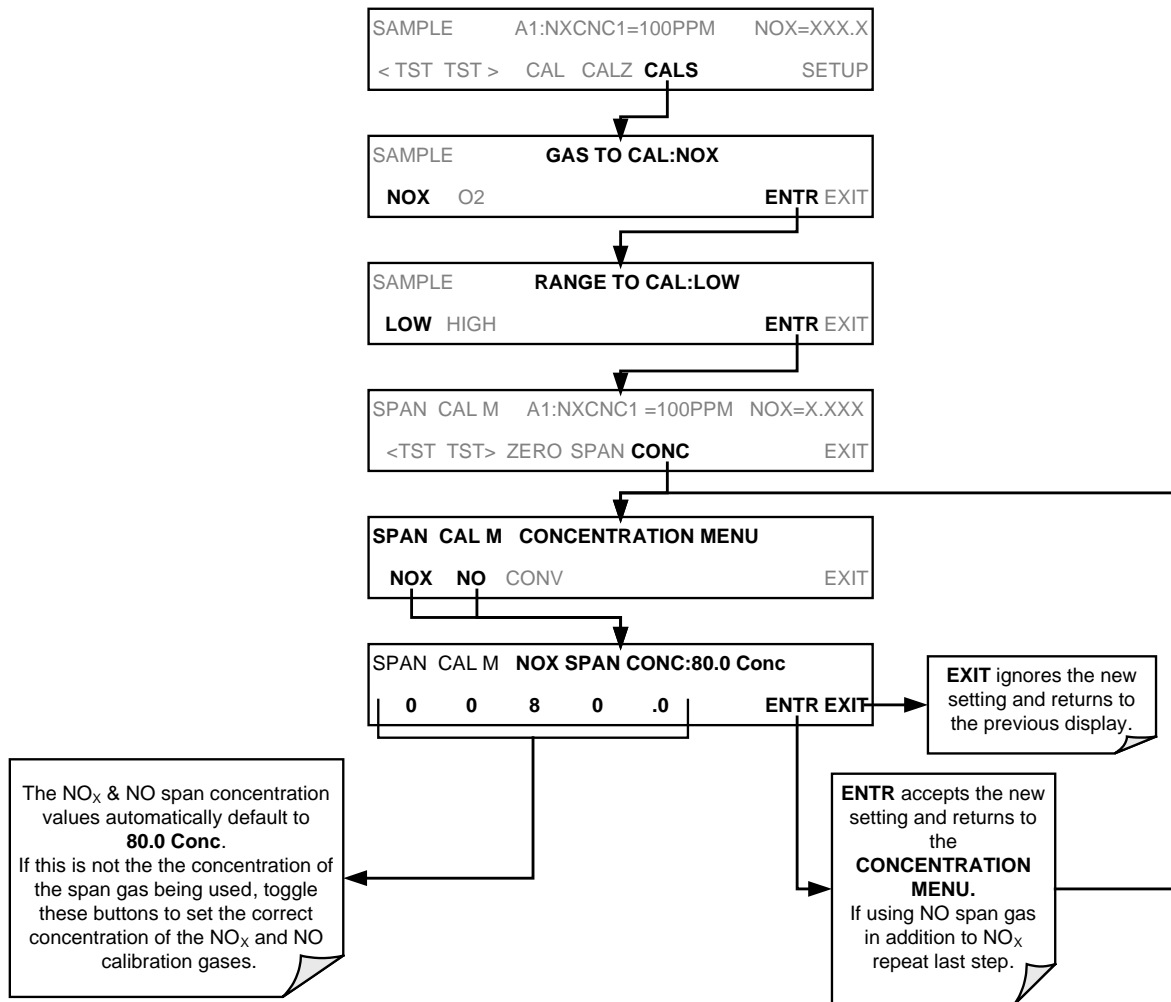 SAMPLE A1:NXCNC1=100PPM NOX=XXX.X
< TST TST > CAL CALZ CALS SETUP
SAMPLE GAS TO CAL:NOX
NOX O2 ENTR EXIT
SAMPLE RANGE TO CAL:LOW
LOW HIGH ENTR EXIT
SPAN CAL M A1:NXCNC1 =100PPM NOX=X.XXX
<TST TST> ZERO SPAN CONC EXIT
SPAN CAL M CONCENTRATION MENU
NOX NO CONV EXIT
SPAN CAL M NOX SPAN CONC:80.0 Conc
0 0 8 0 .0 ENTR EXIT
EXIT ignores the new
setting and returns to
the previous display.
The NOX & NO span concentration
values automatically default to
80.0 Conc.
If this is not the the concentration of
the span gas being used, toggle
these buttons to set the correct
concentration of the NOX and NO
calibration gases.
ENTR accepts the new
setting and returns to
the
CONCENTRATION
MENU.
If using NO span gas
in addition to NOX
repeat last step.